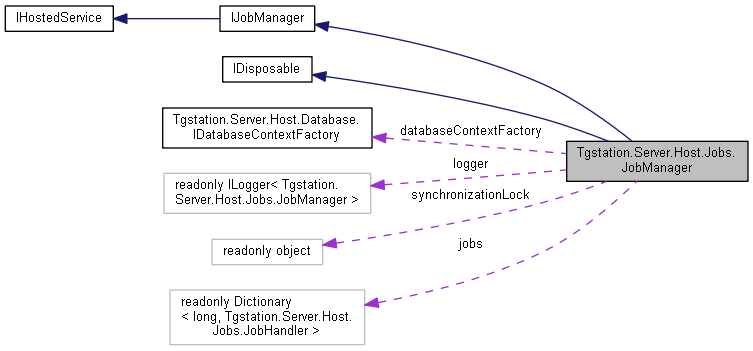 IHostedService
IJobManager
IDisposable
Tgstation.Server.Host.Database.
IDatabaseContextFactory
databaseContextFactory
Tgstation.Server.Host.Jobs.
JobManager
logger
readonly ILogger< Tgstation.
Server.Host.Jobs.JobManager >
synchronizationLock
readonly object
jobs
readonly Dictionary
< long, Tgstation.Server.Host.
Jobs.JobHandler >